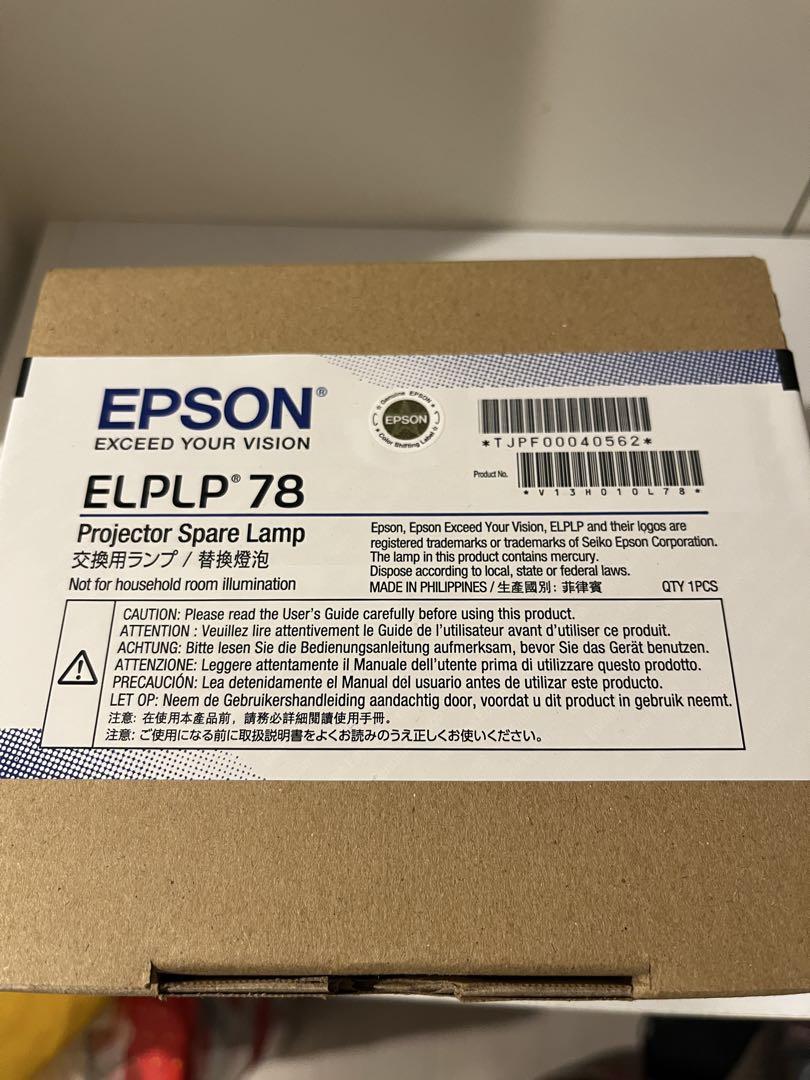 EPSON®
EXCEED YOUR VISION
Genuine EPSON
EPSON
Color Shifting Label
*TJPF00040562*
Product No.
*V13H010L78*
ELPLP® 78
Projector Spare Lamp
交換用ランプ / 替換燈泡
Not for household room illumination
Epson, Epson Exceed Your Vision, ELPLP and their logos are
registered trademarks or trademarks of Seiko Epson Corporation.
The lamp in this product contains mercury.
Dispose according to local, state or federal laws.
MADE IN PHILIPPINES / 生產國別：菲律賓 QTY 1PCS
CAUTION: Please read the User's Guide carefully before using this product.
ATTENTION : Veuillez lire attentivement le Guide de l'utilisateur avant d'utiliser ce produit.
ACHTUNG: Bitte lesen Sie die Bedienungsanleitung aufmerksam, bevor Sie das Gerät benutzen.
ATTENZIONE: Leggere attentamente il Manuale dell'utente prima di utilizzare questo prodotto.
PRECAUCIÓN: Lea detenidamente el Manual del usuario antes de utilizar este producto.
LET OP: Neem de Gebruikershandleiding aandachtig door, voordat u dit product in gebruik neemt.
注意: 在使用本產品前，請務必詳細閱讀使用手冊。
注意: ご使用になる前に取扱説明書をよくお読みのうえ正しくお使いください。